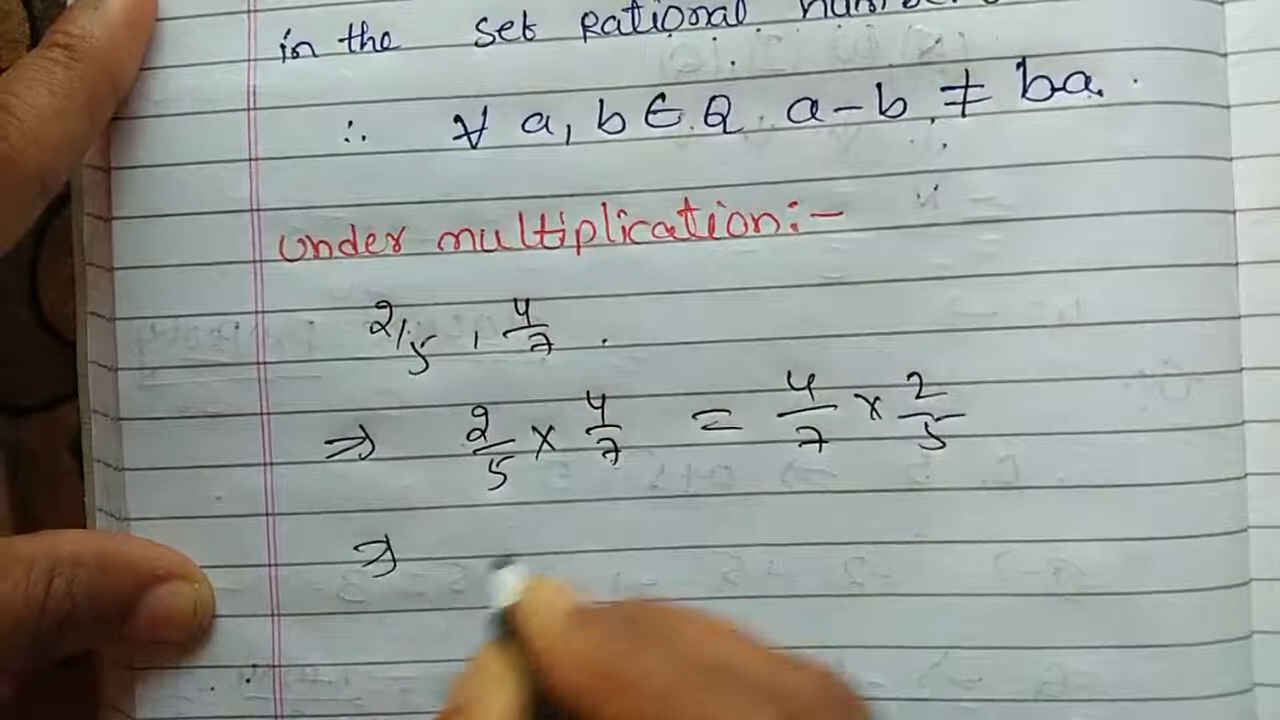 in the set Rational number
∴ ∀ a, b ∈ Q. a - b ≠ ba.
Under multiplication:-
2/5, 4/7.
⇒ 2/5 × 4/7 = 4/7 × 2/5
⇒